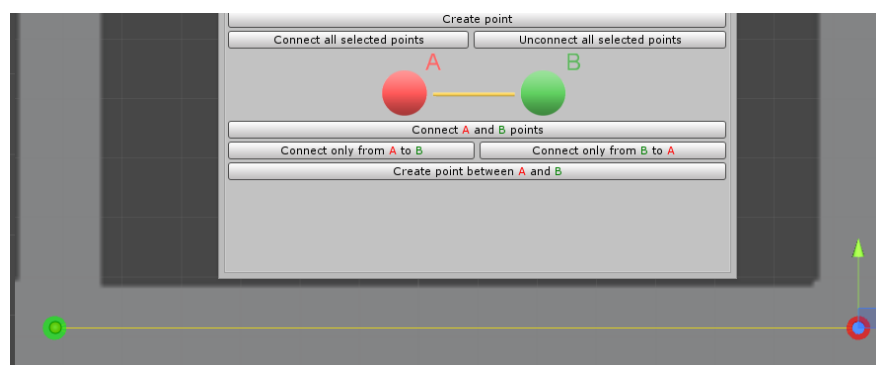 Create point
Connect all selected points Unconnect all selected points
A B
Connect A and B points
Connect only from A to B Connect only from B to A
Create point between A and B